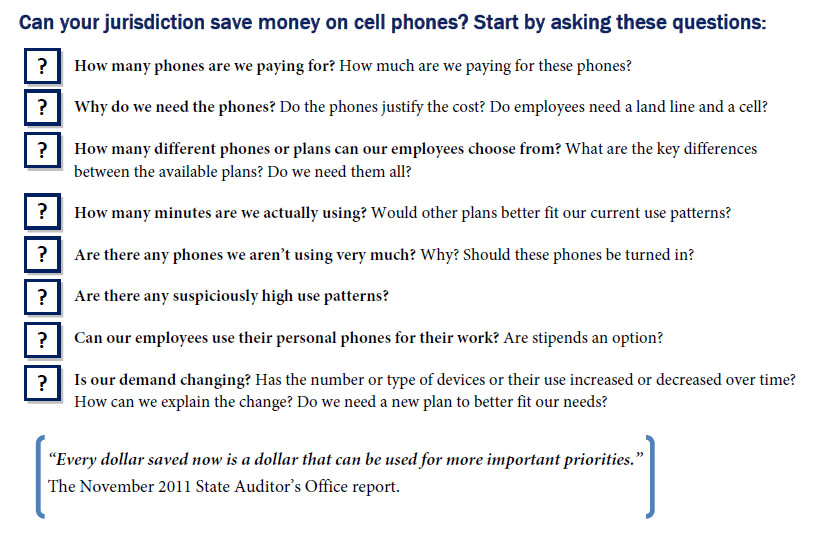 Can your jurisdiction save money on cell phones? Start by asking these questions:
? How many phones are we paying for? How much are we paying for these phones?
? Why do we need the phones? Do the phones justify the cost? Do employees need a land line and a cell?
? How many different phones or plans can our employees choose from? What are the key differences
between the available plans? Do we need them all?
? How many minutes are we actually using? Would other plans better fit our current use patterns?
? Are there any phones we aren’t using very much? Why? Should these phones be turned in?
? Are there any suspiciously high use patterns?
? Can our employees use their personal phones for their work? Are stipends an option?
? Is our demand changing? Has the number or type of devices or their use increased or decreased over time?
How can we explain the change? Do we need a new plan to better fit our needs?
“Every dollar saved now is a dollar that can be used for more important priorities.”
The November 2011 State Auditor’s Office report.